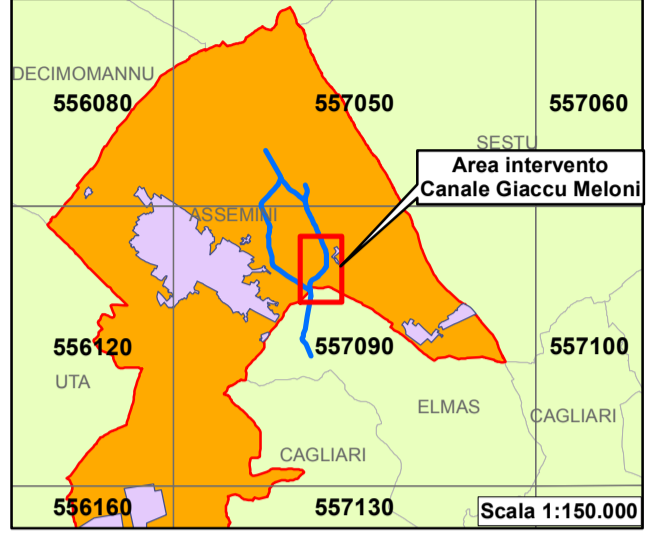 DECIMOMANNU
556080
557050
557060
SESTU
Area intervento
Canale Giaccu Meloni
ASSEMINI
556120
557090
557100
UTA
ELMAS
CAGLIARI
CAGLIARI
556160
557130
Scala 1:150.000